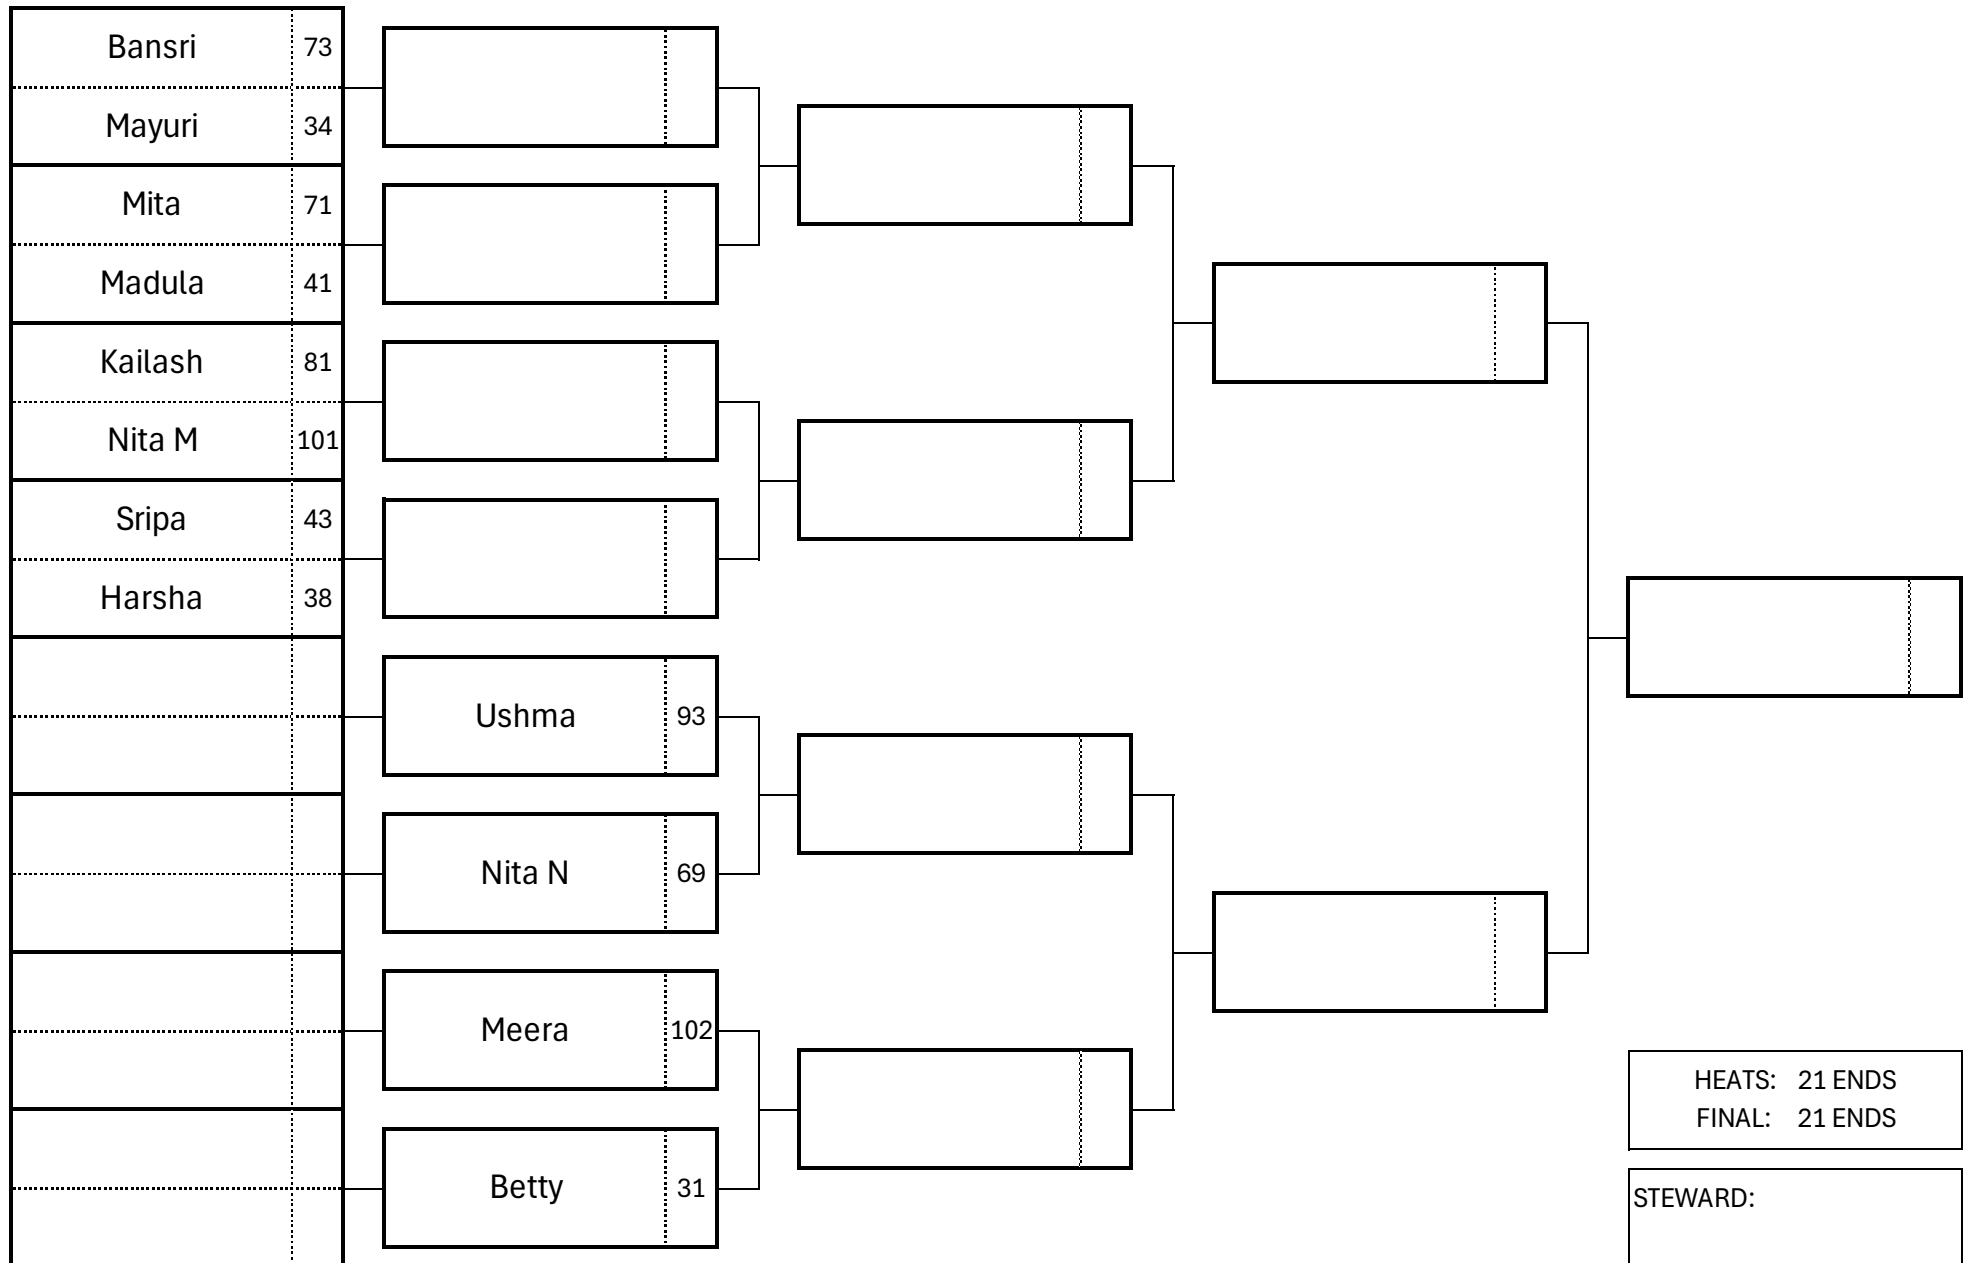 Bansri 73
Mayuri 34
Mita 71
Madula 41
Kailash 81
Nita M 101
Sripa 43
Harsha 38
Ushma 93
Nita N 69
Meera 102
Betty 31
HEATS: 21 ENDS
FINAL: 21 ENDS
STEWARD: